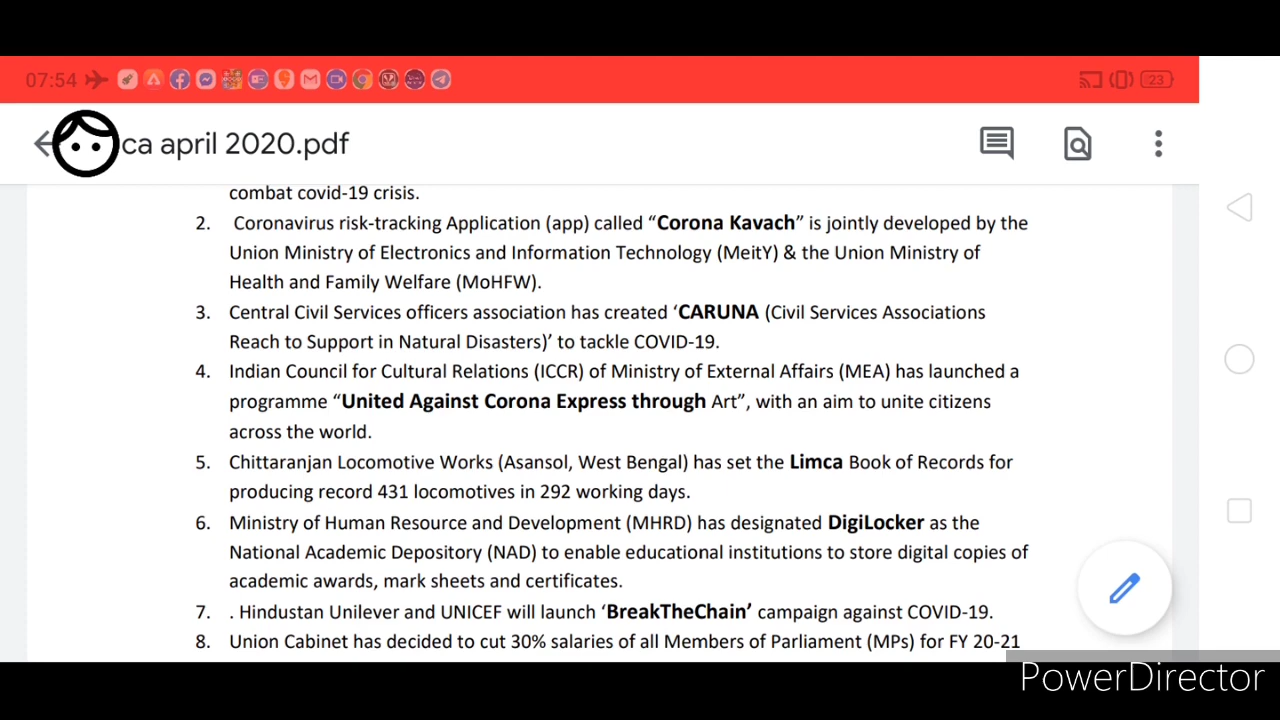 07:54
23
ca april 2020.pdf
combat covid-19 crisis.
2. Coronavirus risk-tracking Application (app) called “Corona Kavach” is jointly developed by the
Union Ministry of Electronics and Information Technology (MeitY) & the Union Ministry of
Health and Family Welfare (MoHFW).
3. Central Civil Services officers association has created ‘CARUNA (Civil Services Associations
Reach to Support in Natural Disasters)’ to tackle COVID-19.
4. Indian Council for Cultural Relations (ICCR) of Ministry of External Affairs (MEA) has launched a
programme “United Against Corona Express through Art”, with an aim to unite citizens
across the world.
5. Chittaranjan Locomotive Works (Asansol, West Bengal) has set the Limca Book of Records for
producing record 431 locomotives in 292 working days.
6. Ministry of Human Resource and Development (MHRD) has designated DigiLocker as the
National Academic Depository (NAD) to enable educational institutions to store digital copies of
academic awards, mark sheets and certificates.
7. . Hindustan Unilever and UNICEF will launch ‘BreakTheChain’ campaign against COVID-19.
8. Union Cabinet has decided to cut 30% salaries of all Members of Parliament (MPs) for FY 20-21
PowerDirector